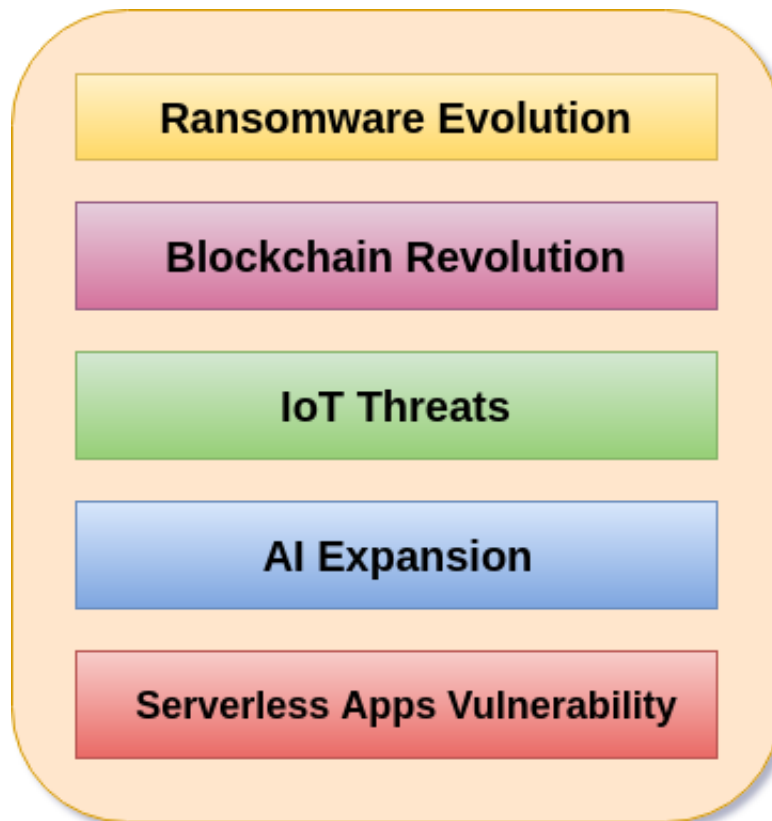 Ransomware Evolution
Blockchain Revolution
IoT Threats
AI Expansion
Serverless Apps Vulnerability